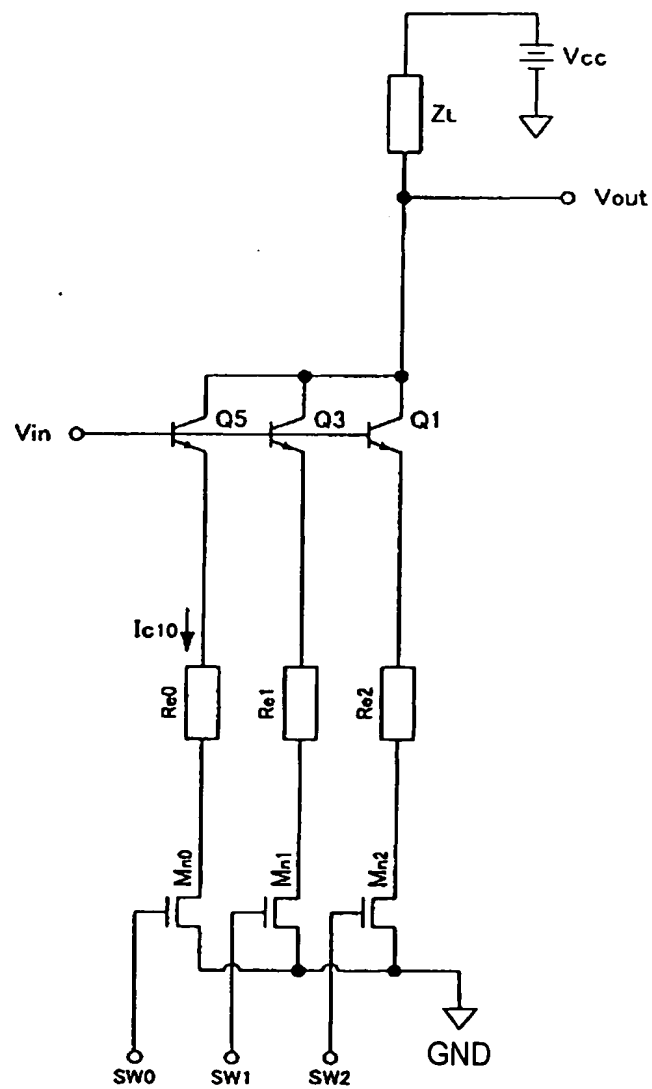 Vcc
ZL
Vout
Vin
Q5
Q3
Q1
Ic10
Re0
Re1
Re2
Mn0
Mn1
Mn2
SW0
SW1
SW2
GND